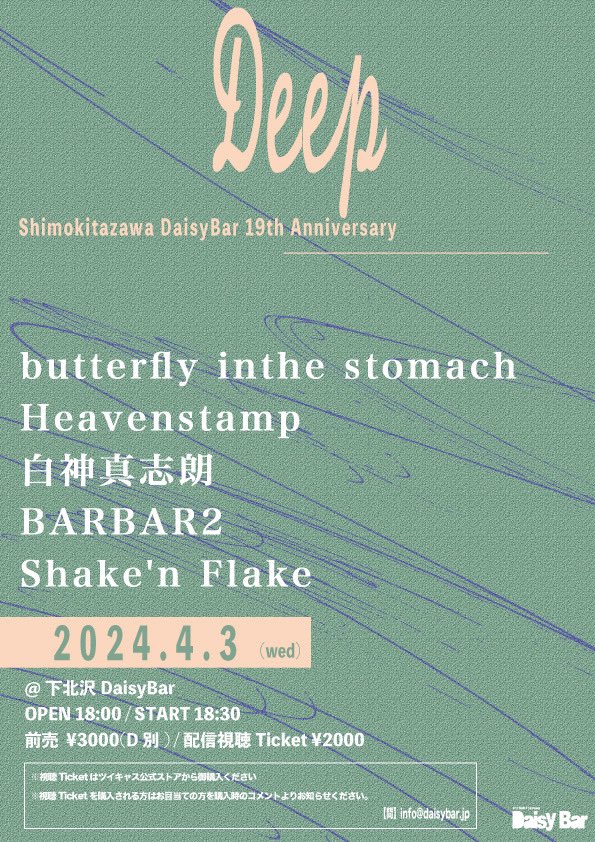 Deep
Shimokitazawa DaisyBar 19th Anniversary
butterfly inthe stomach
Heavenstamp
白神真志朗
BARBAR2
Shake'n Flake
2024.4.3 (wed)
@ 下北沢 DaisyBar
OPEN 18:00 / START 18:30
前売 ¥3000(D 別 ) / 配信視聴 Ticket ¥2000
※視聴 Ticket はツイキャス公式ストアから御購入ください
※視聴 Ticket を購入される方はお目当ての方を購入時のコメントよりお知らせください。
【問】info@daisybar.jp
Daisy Bar